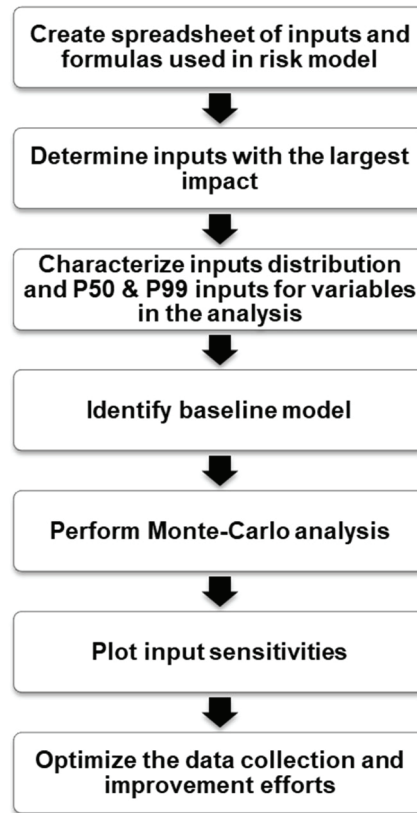 Create spreadsheet of inputs and
formulas used in risk model
Determine inputs with the largest
impact
Characterize inputs distribution
and P50 & P99 inputs for variables
in the analysis
Identify baseline model
Perform Monte-Carlo analysis
Plot input sensitivities
Optimize the data collection and
improvement efforts